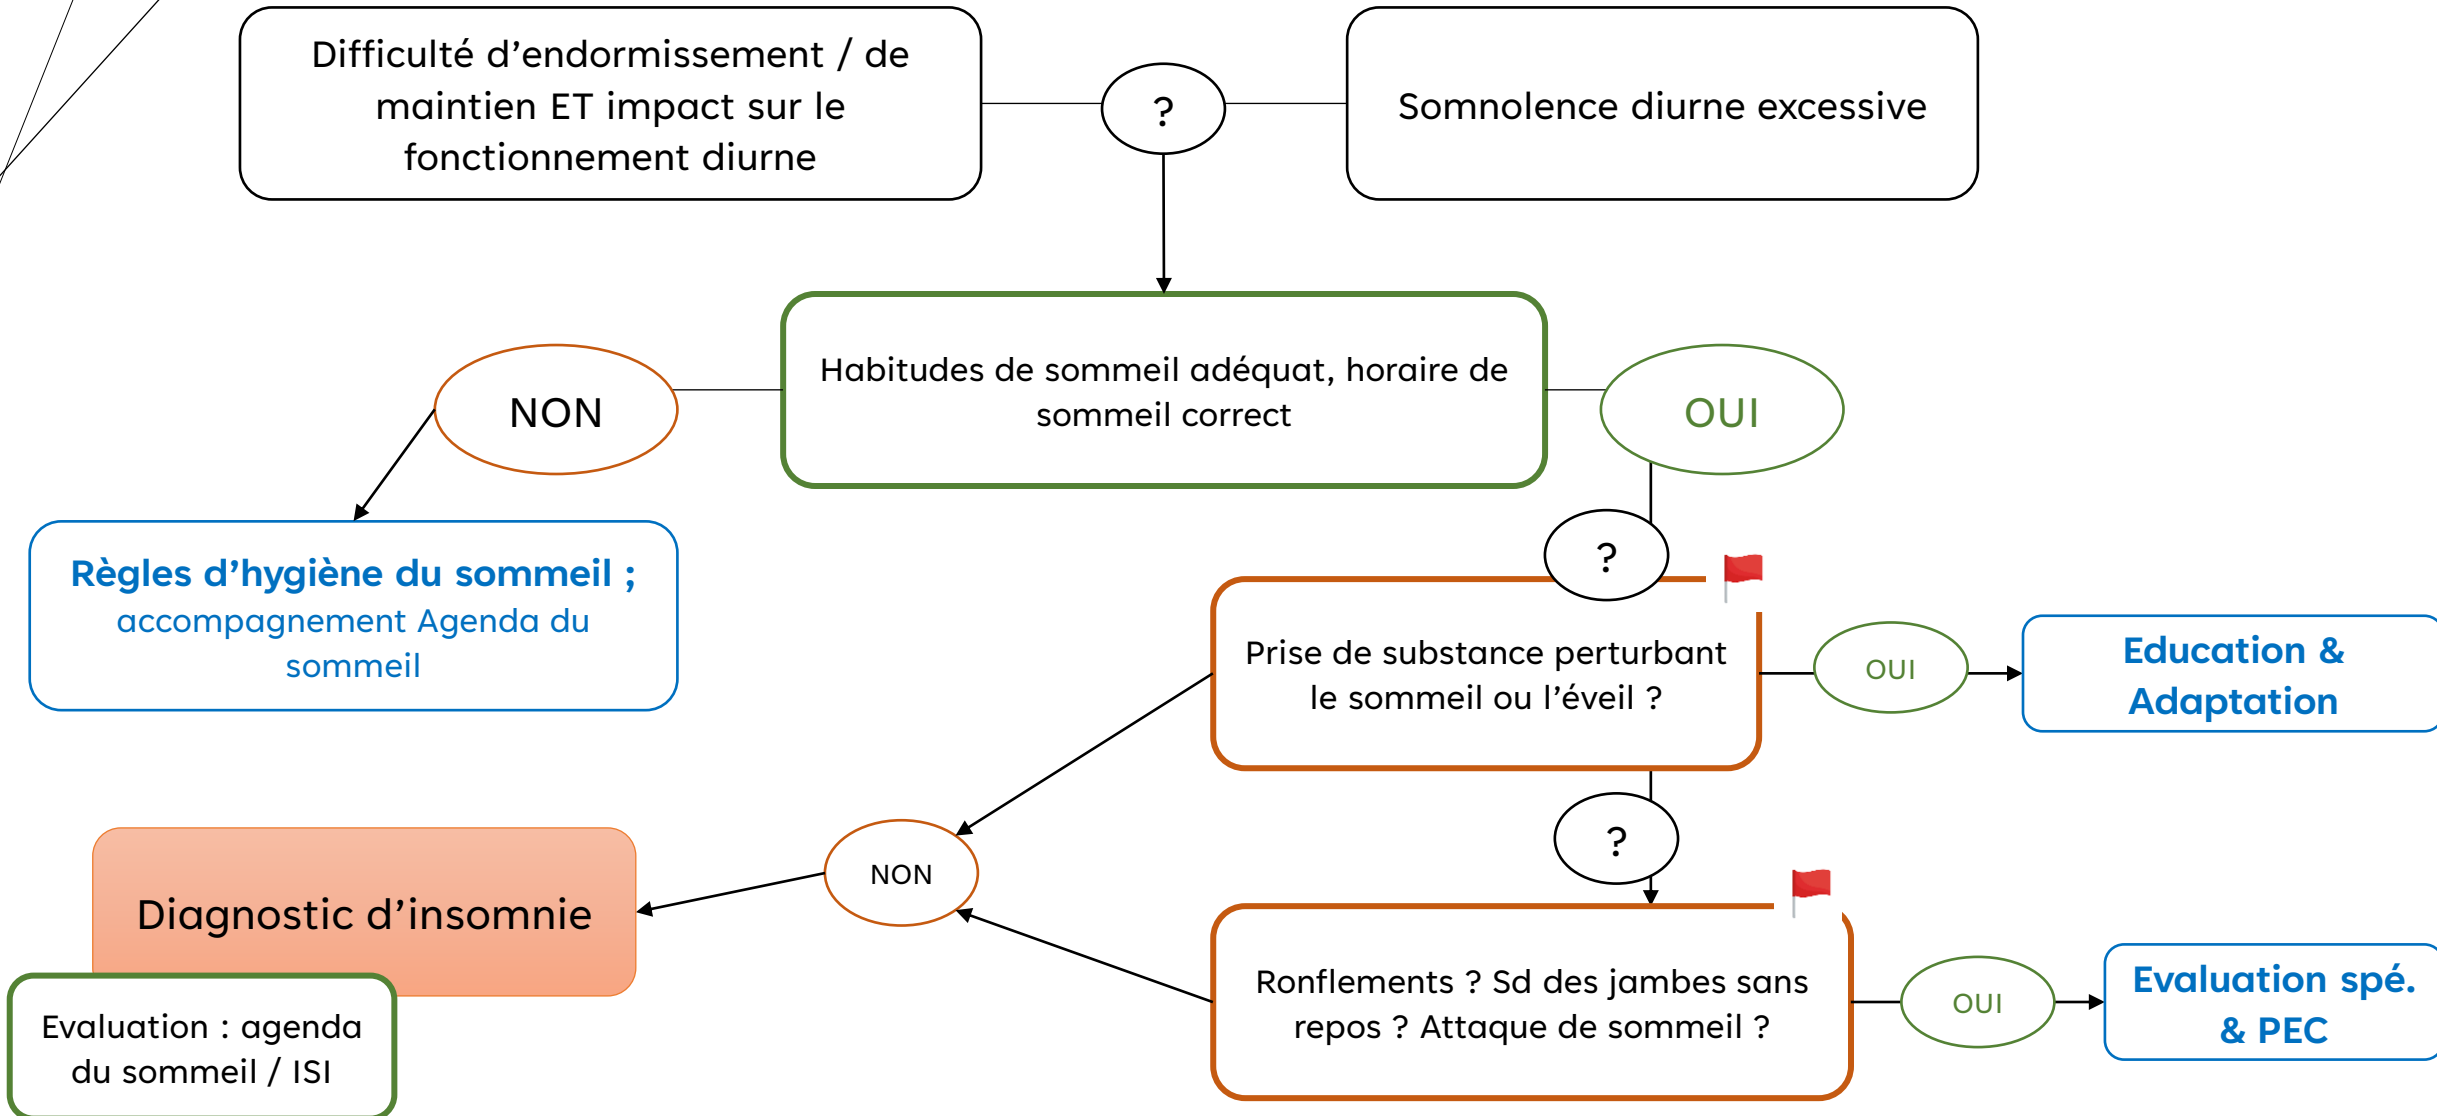 Difficulté d'endormissement / de
maintien ET impact sur le
fonctionnement diurne
?
Somnolence diurne excessive
Habitudes de sommeil adéquat, horaire de
sommeil correct
NON
OUI
Règles d'hygiène du sommeil ;
accompagnement Agenda du
sommeil
?
Prise de substance perturbant
le sommeil ou l'éveil ?
OUI
Education &
Adaptation
?
NON
Diagnostic d'insomnie
Evaluation : agenda
du sommeil / ISI
Ronflements ? Sd des jambes sans
repos ? Attaque de sommeil ?
OUI
Evaluation spé.
& PEC